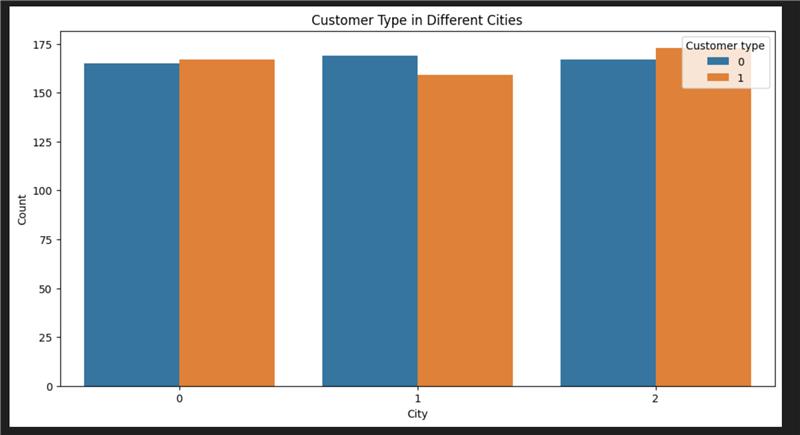 Customer Type in Different Cities
Customer type
0
1
175
150
125
100
75
50
25
0
Count
0 1 2
City